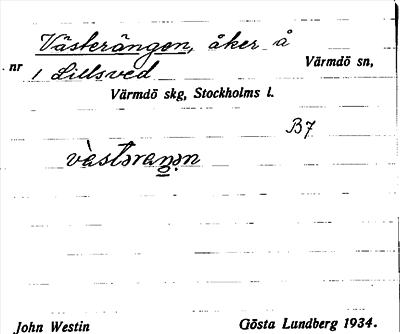 Västerängen, åker å
nr 1 Lillsved Värmdö sn,
Värmdö skg, Stockholms l.
B7
John Westin Gösta Lundberg 1934.